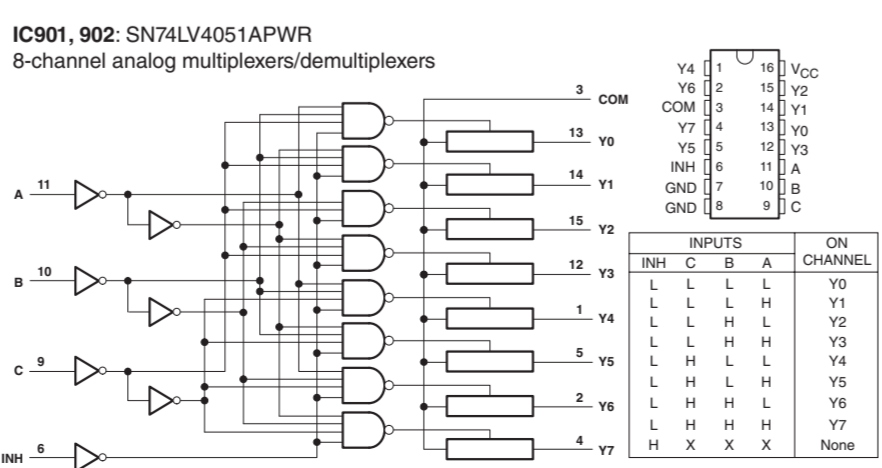 IC901, 902: SN74LV4051APWR
8-channel analog multiplexers/demultiplexers
A 11
B 10
C 9
INH 6
3 COM
13 Y0
14 Y1
15 Y2
12 Y3
1 Y4
5 Y5
2 Y6
4 Y7
Y4 1 16 VCC
Y6 2 15 Y2
COM 3 14 Y1
Y7 4 13 Y0
Y5 5 12 Y3
INH 6 11 A
GND 7 10 B
GND 8 9 C
INPUTS ON
INH C B A CHANNEL
L L L L Y0
L L L H Y1
L L H L Y2
L L H H Y3
L H L L Y4
L H L H Y5
L H H L Y6
L H H H Y7
H X X X None